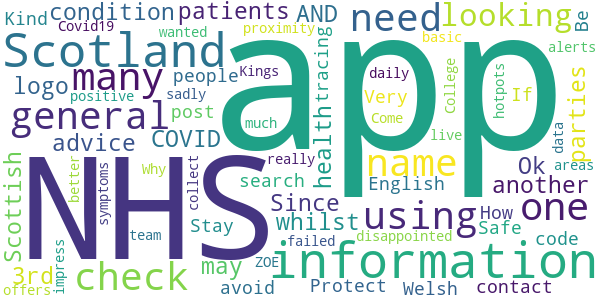 Kind condition patients AND need looking Be
Covid19 wanted proximity basic alerts
Scotland app
logo many people Kings health tracing daily Very College hotpots If parties
positive sadly
general post much Come live data
advice COVID really name Ok areas
Scottish better symptoms Why collect search English another
NHS Since using How one
Stay whilst Safe code
impress team failed disappointed
3rd check may ZOE information
offers avoid Protect Welsh contact